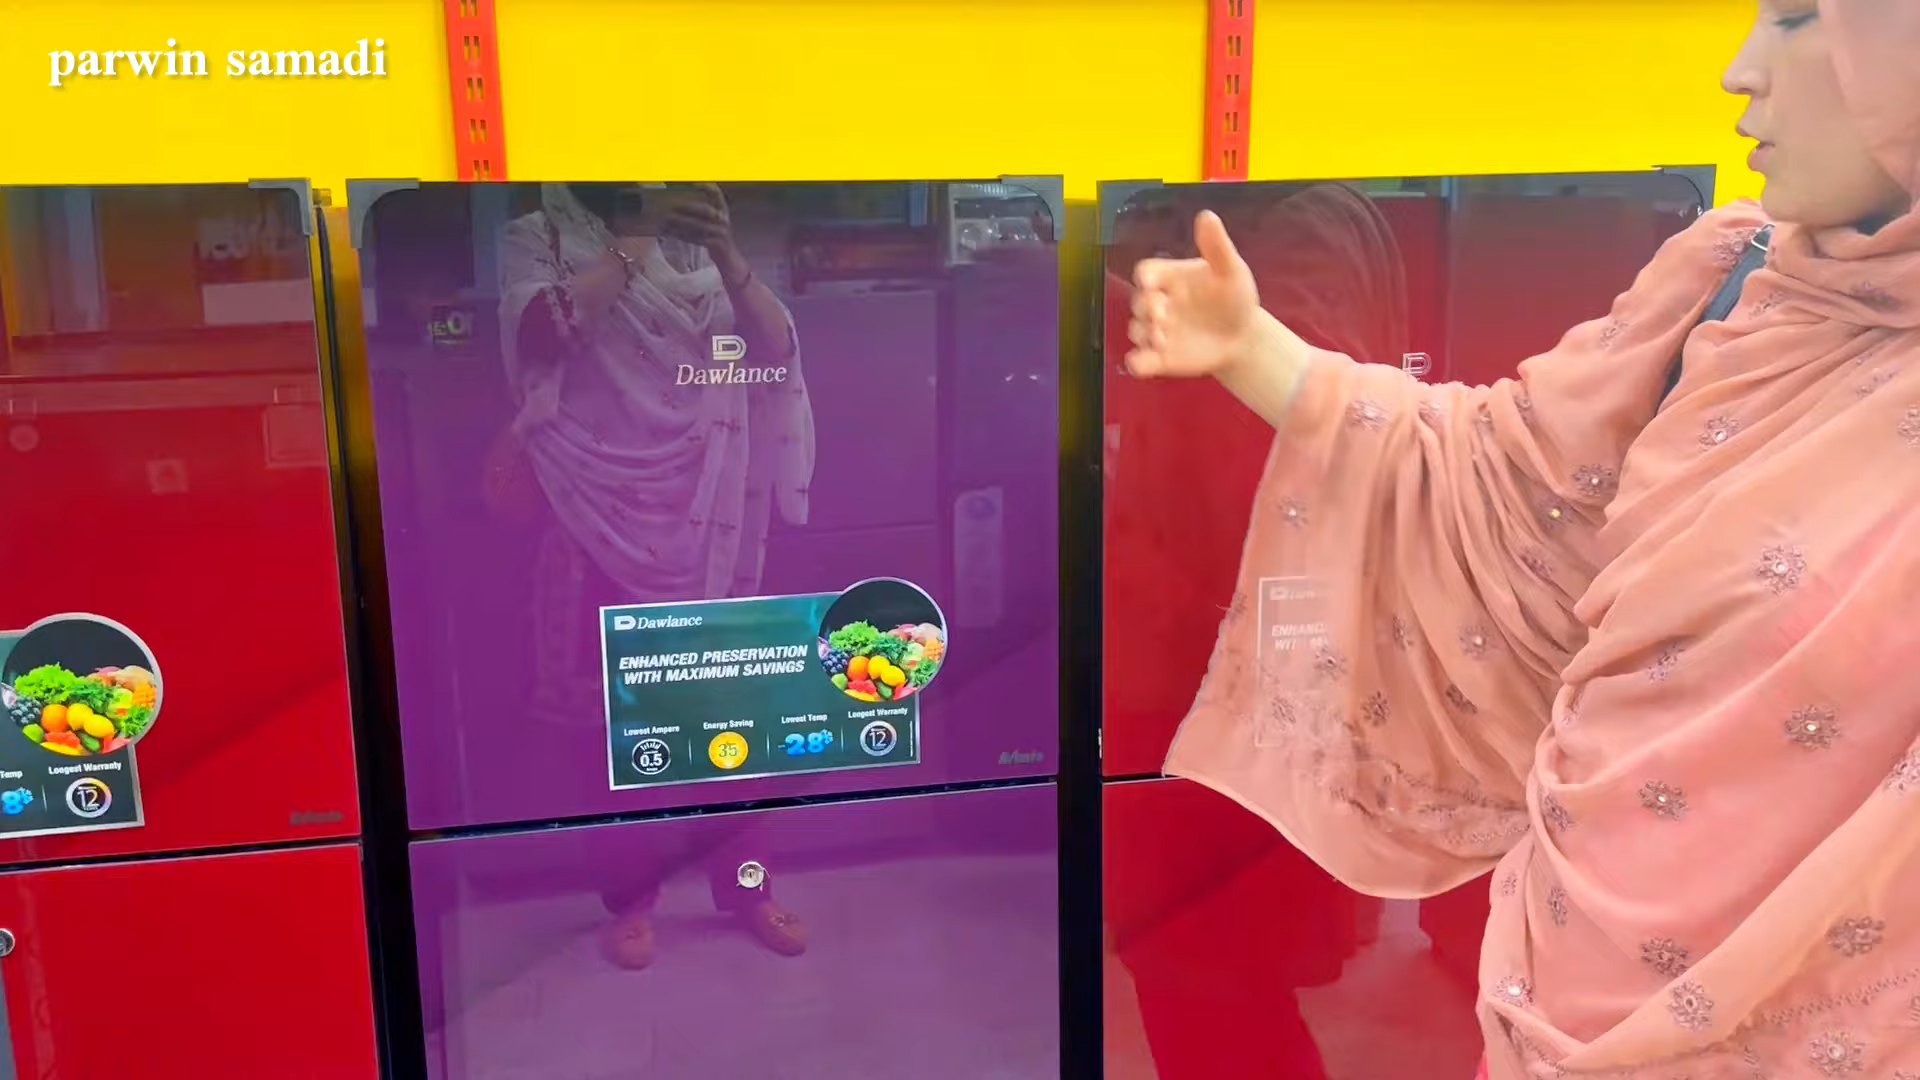 parwin samadi
Dawlance
Dawlance
ENHANCED PRESERVATION
WITH MAXIMUM SAVINGS
Lowest Ampere
Energy Saving
Lowest Temp
Longest Warranty
0.5
35
-28
12
Temp
Longest Warranty
8
12